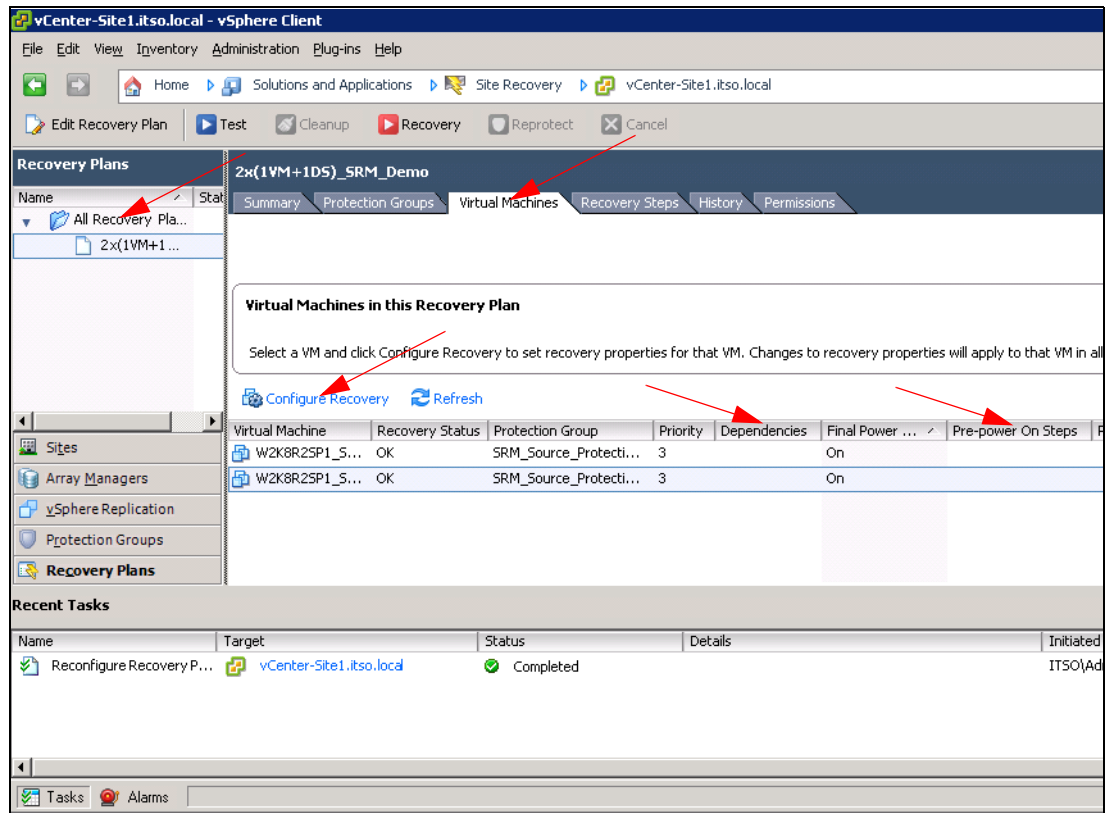 vCenter-Site1.itso.local - vSphere Client
File Edit View Inventory Administration Plug-ins Help
Home Solutions and Applications Site Recovery vCenter-Site1.itso.local
Edit Recovery Plan Test Cleanup Recovery Reprotect Cancel
Recovery Plans
Name Stat
All Recovery Pla...
2x(1VM+1 ...
Sites
Array Managers
vSphere Replication
Protection Groups
Recovery Plans
2x(1VM+1DS)_SRM_Demo
Summary Protection Groups Virtual Machines Recovery Steps History Permissions
Virtual Machines in this Recovery Plan
Select a VM and click Configure Recovery to set recovery properties for that VM. Changes to recovery properties will apply to that VM in all
Configure Recovery Refresh
Virtual Machine Recovery Status Protection Group Priority Dependencies Final Power ... Pre-power On Steps
W2K8R2SP1_S... OK SRM_Source_Protecti... 3 On
W2K8R2SP1_S... OK SRM_Source_Protecti... 3 On
Recent Tasks
Name Target Status Details Initiated
Reconfigure Recovery P... vCenter-Site1.itso.local Completed ITSO\Ad
Tasks Alarms